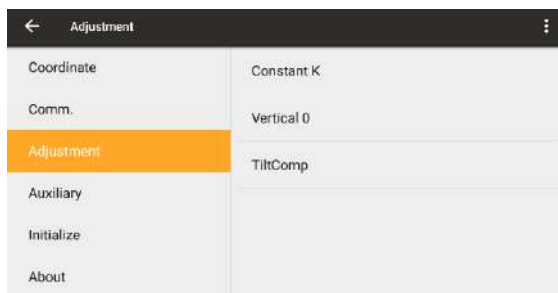 Adjustment
Coordinate
Comm.
Adjustment
Auxiliary
Initialize
About
Constant K
Vertical 0
TiltComp